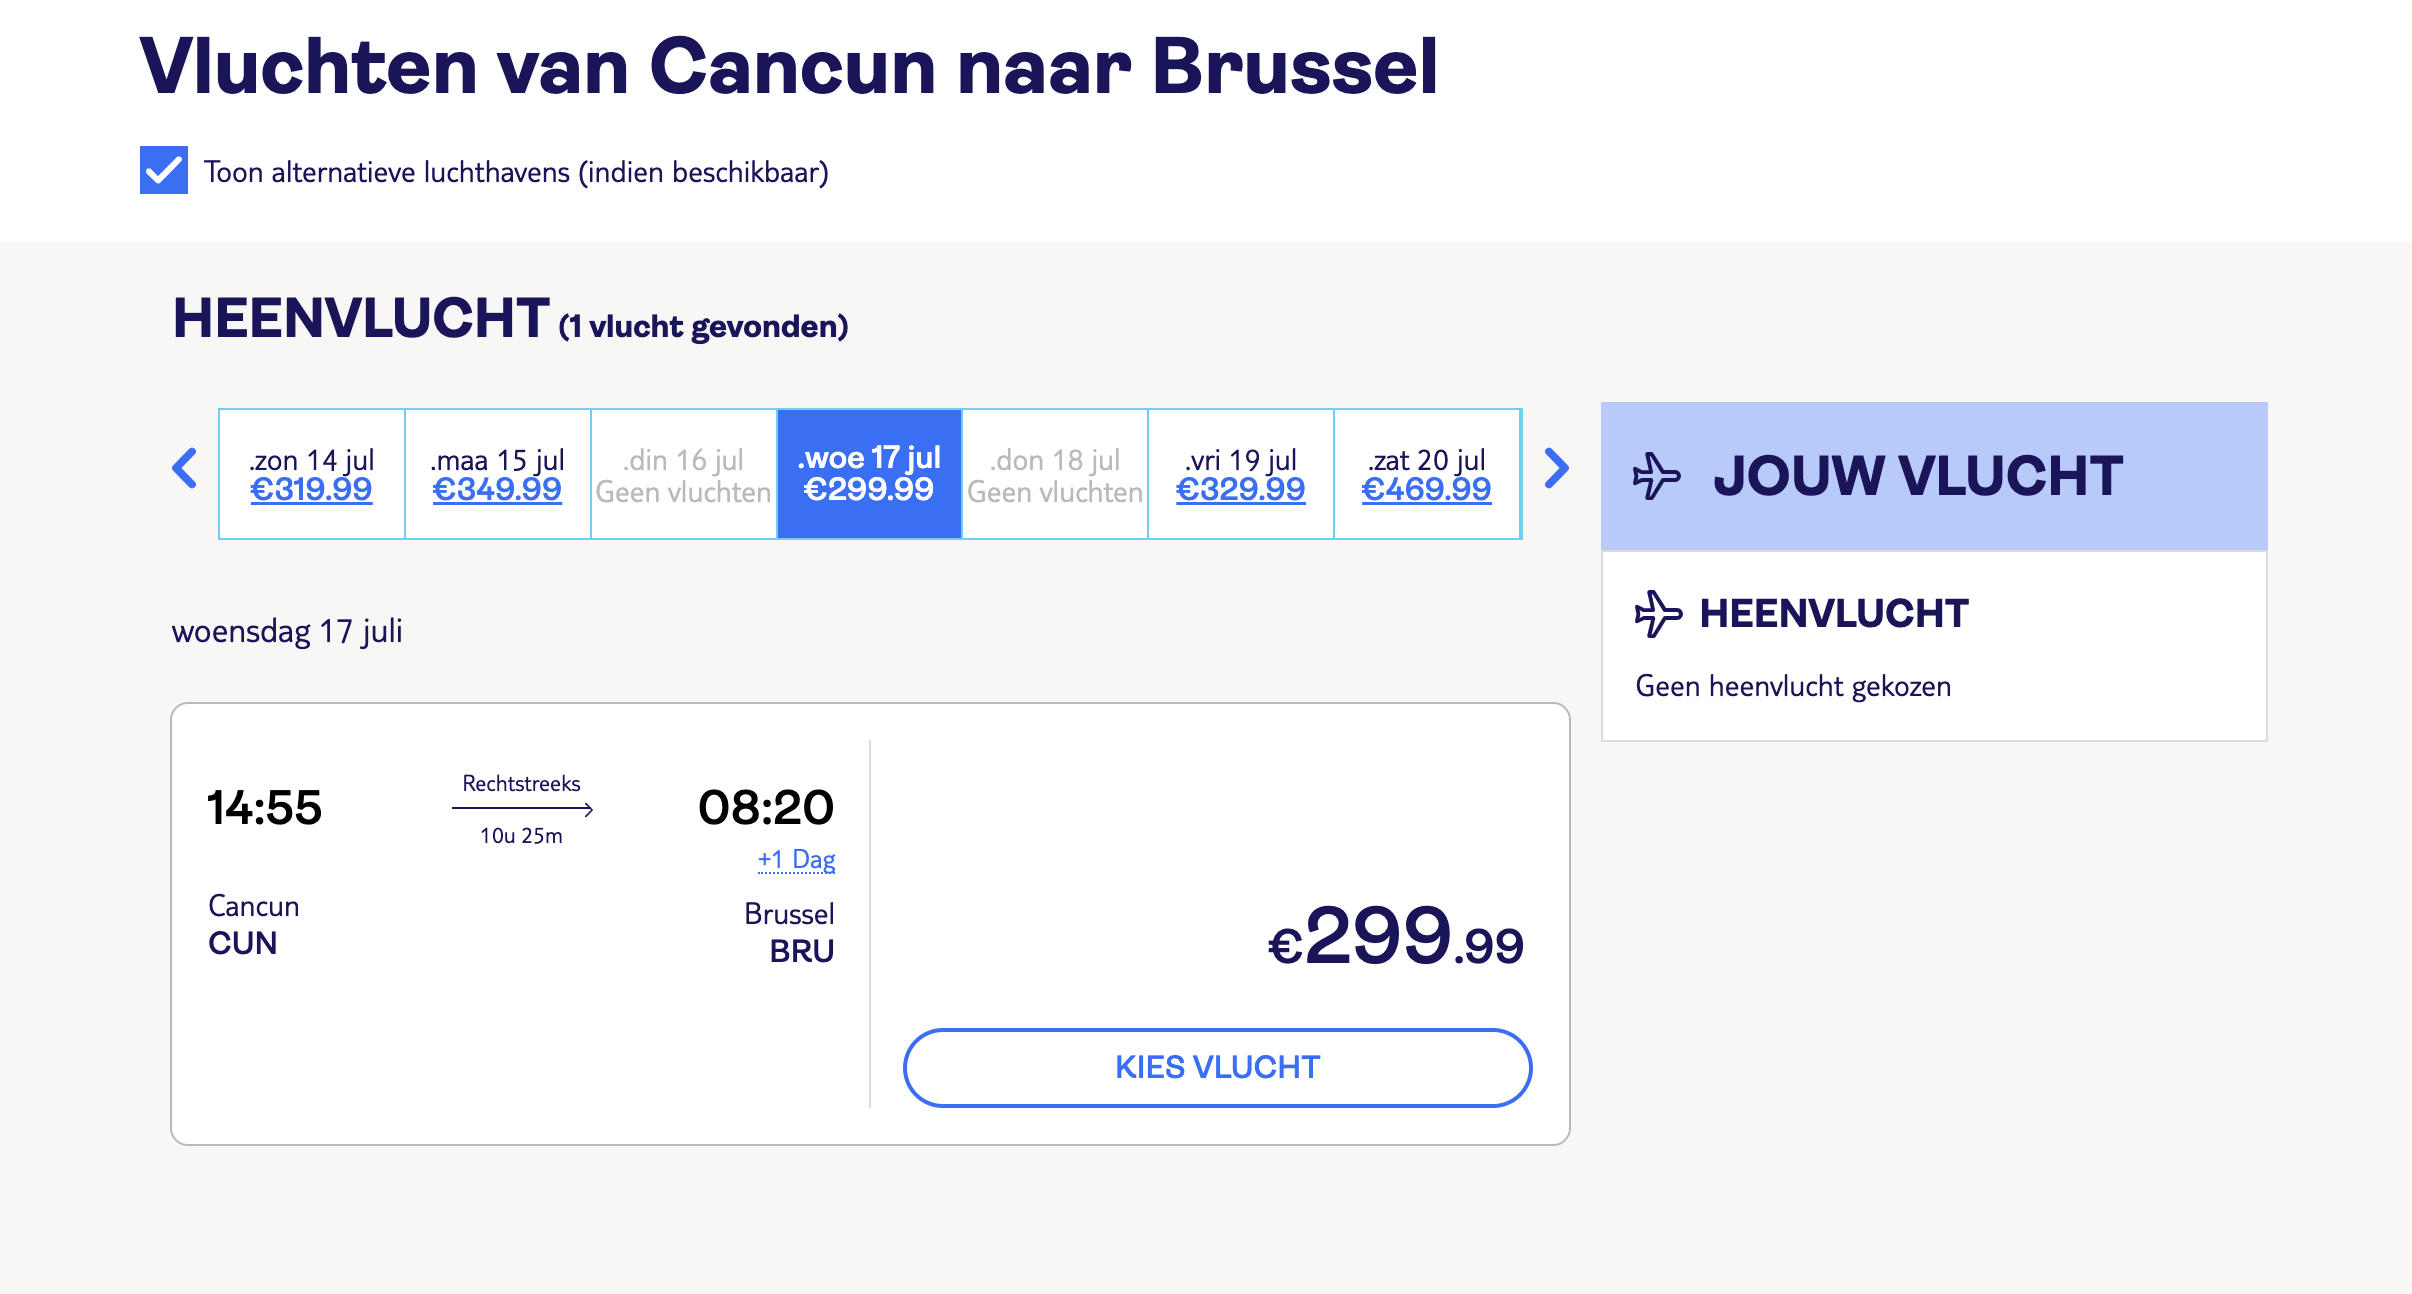 Vluchten van Cancun naar Brussel
Toon alternatieve luchthavens (indien beschikbaar)
HEENVLUCHT (1 vlucht gevonden)
.zon 14 jul
€319.99
.maa 15 jul
€349.99
.din 16 jul
Geen vluchten
.woe 17 jul
€299.99
.don 18 jul
Geen vluchten
.vri 19 jul
€329.99
.zat 20 jul
€469.99
JOUW VLUCHT
HEENVLUCHT
Geen heenvlucht gekozen
woensdag 17 juli
14:55
Rechtstreeks
10u 25m
08:20
+1 Dag
Cancun
CUN
Brussel
BRU
€299.99
KIES VLUCHT